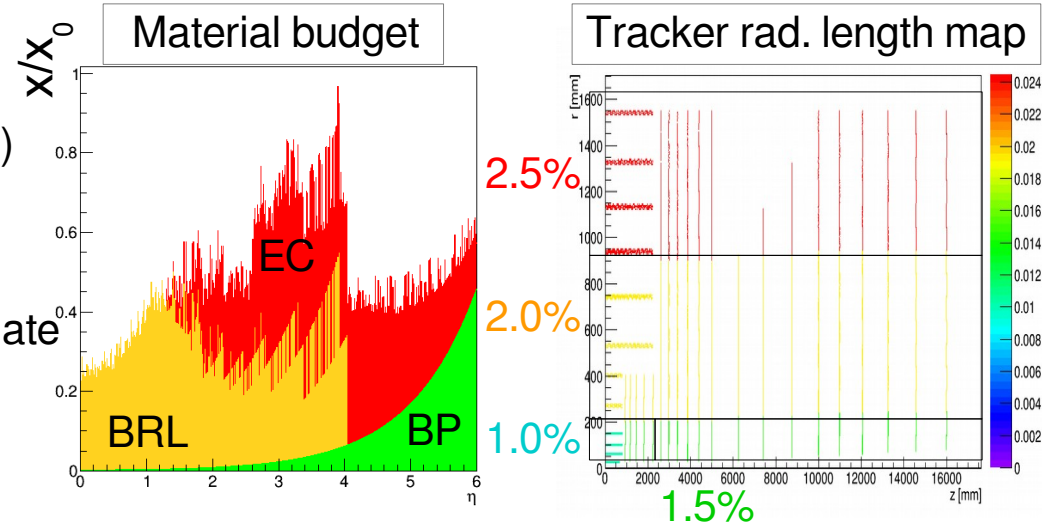 Material budget
x/x0
)
ate
1
0.8
0.6
0.4
0.2
0
0 1 2 3 4 5 6
η
EC
BRL
BP
2.5%
2.0%
1.0%
Tracker rad. length map
r [mm]
1600
1400
1200
1000
800
600
400
200
0
0 2000 4000 6000 8000 10000 12000 14000 16000
z [mm]
1.5%
0.024
0.022
0.02
0.018
0.016
0.014
0.012
0.01
0.008
0.006
0.004
0.002
0